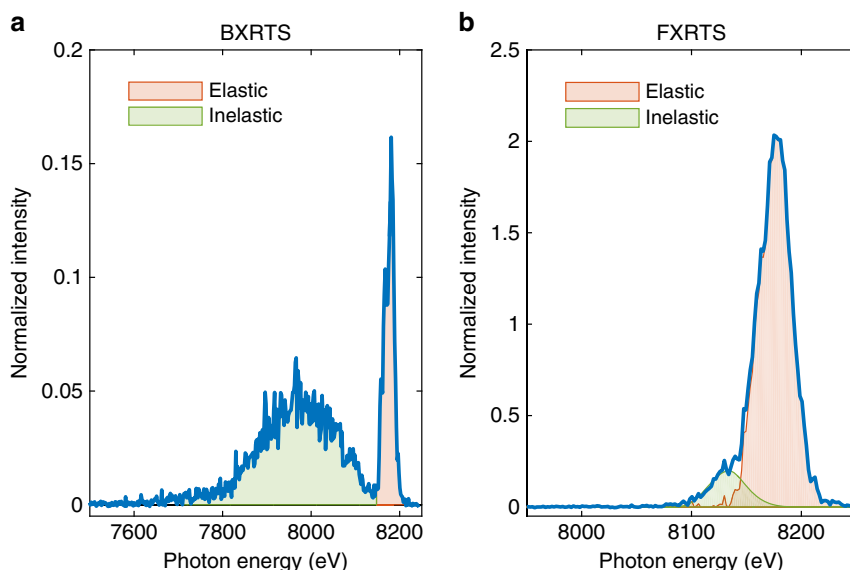 a
BXRTS
0.2
0.15
0.1
0.05
0
Elastic
Inelastic
Normalized intensity
7600
7800
8000
8200
Photon energy (eV)
b
FXRTS
2.5
2
1.5
1
0.5
0
Elastic
Inelastic
Normalized intensity
8000
8100
8200
Photon energy (eV)